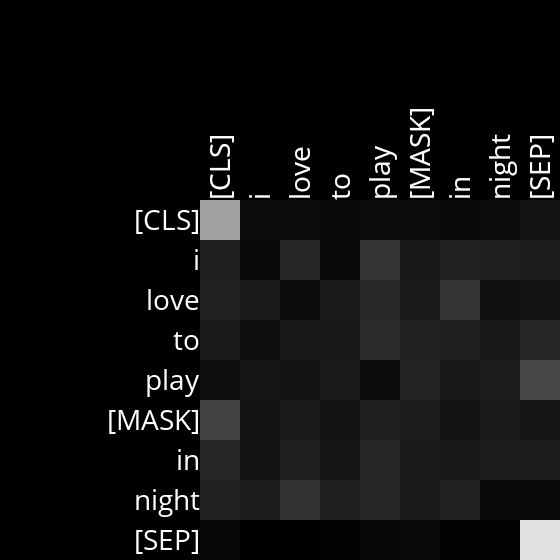 [CLS] i love to play [MASK] in night [SEP]
[CLS]
i
love
to
play
[MASK]
in
night
[SEP]